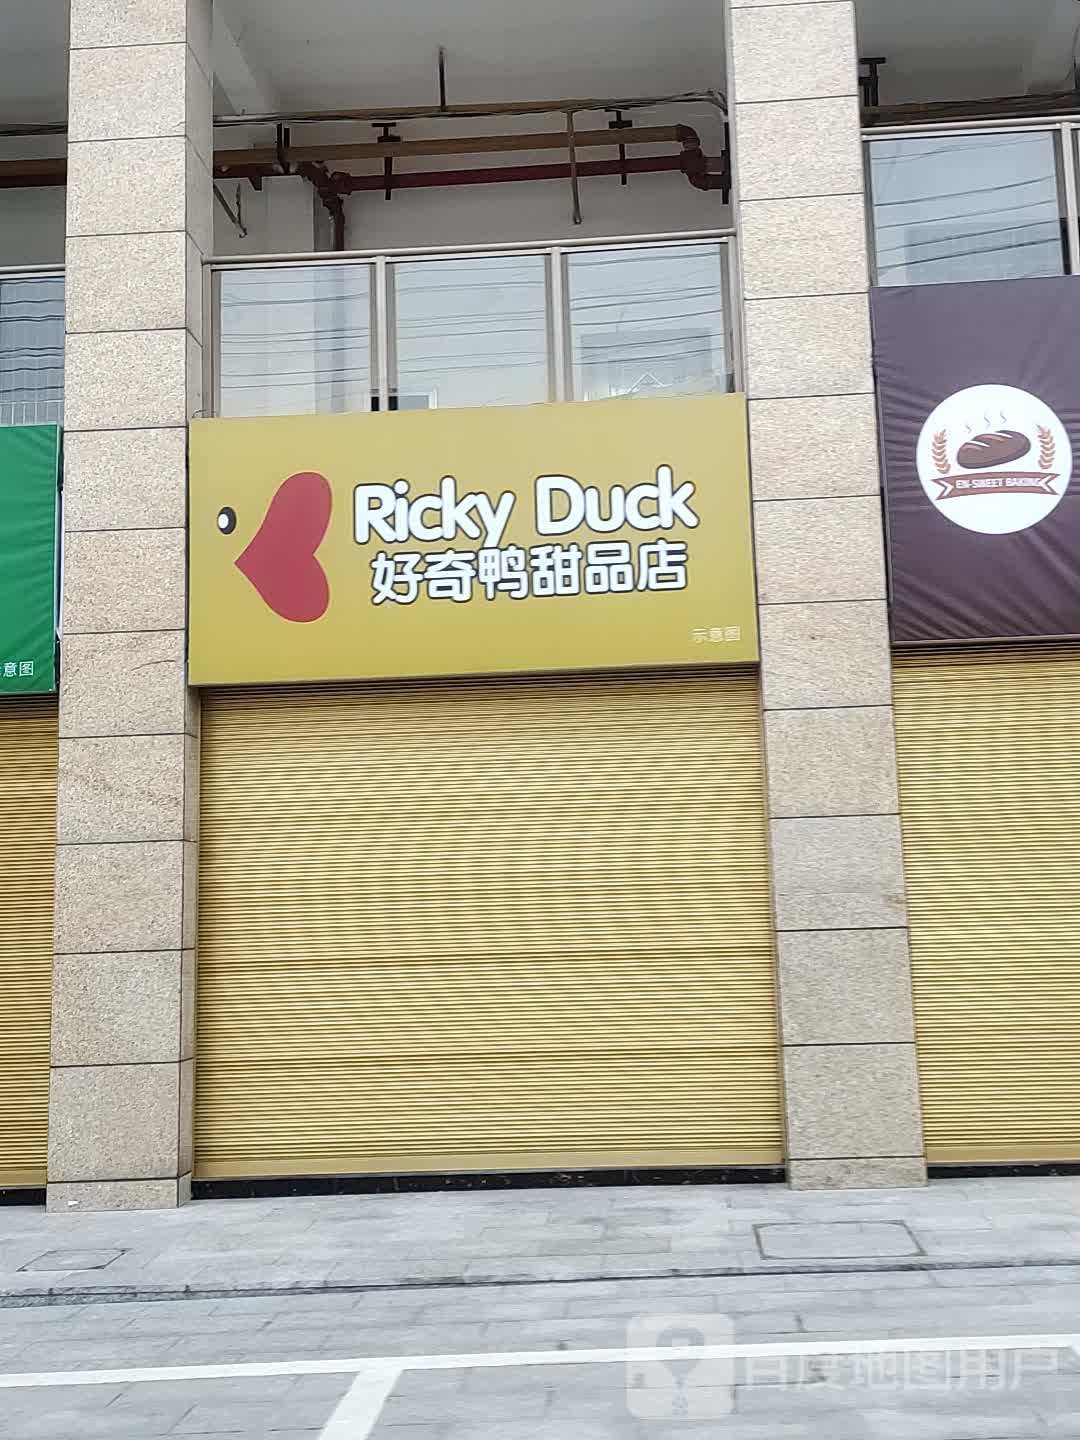 Ricky Duck
好奇鸭甜品店
示意图
意图
EN-SWEET BAKING
百度地图用户